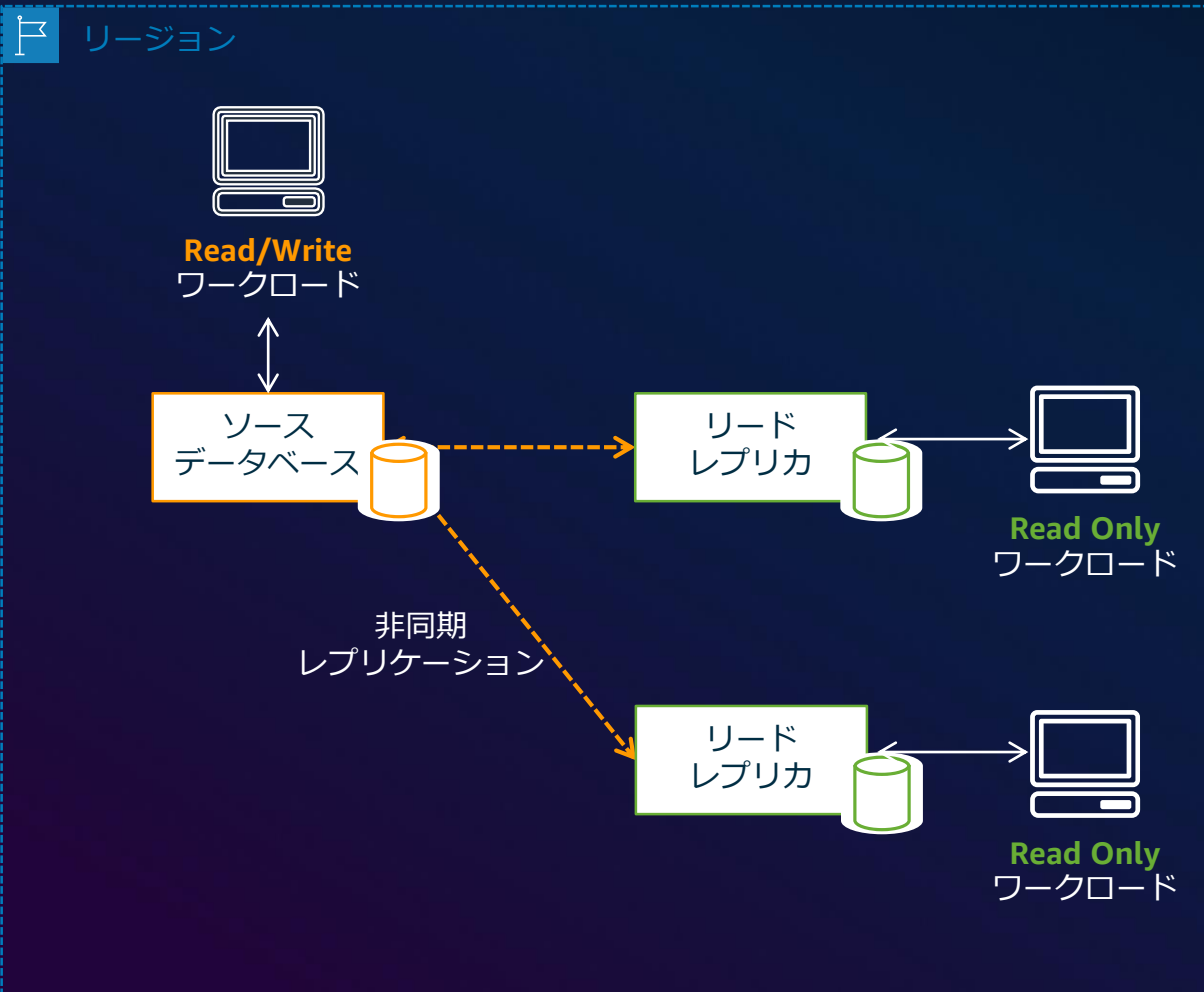 リージョン
Read/Write
ワークロード
ソース
データベース
リード
レプリカ
Read Only
ワークロード
非同期
レプリケーション
リード
レプリカ
Read Only
ワークロード